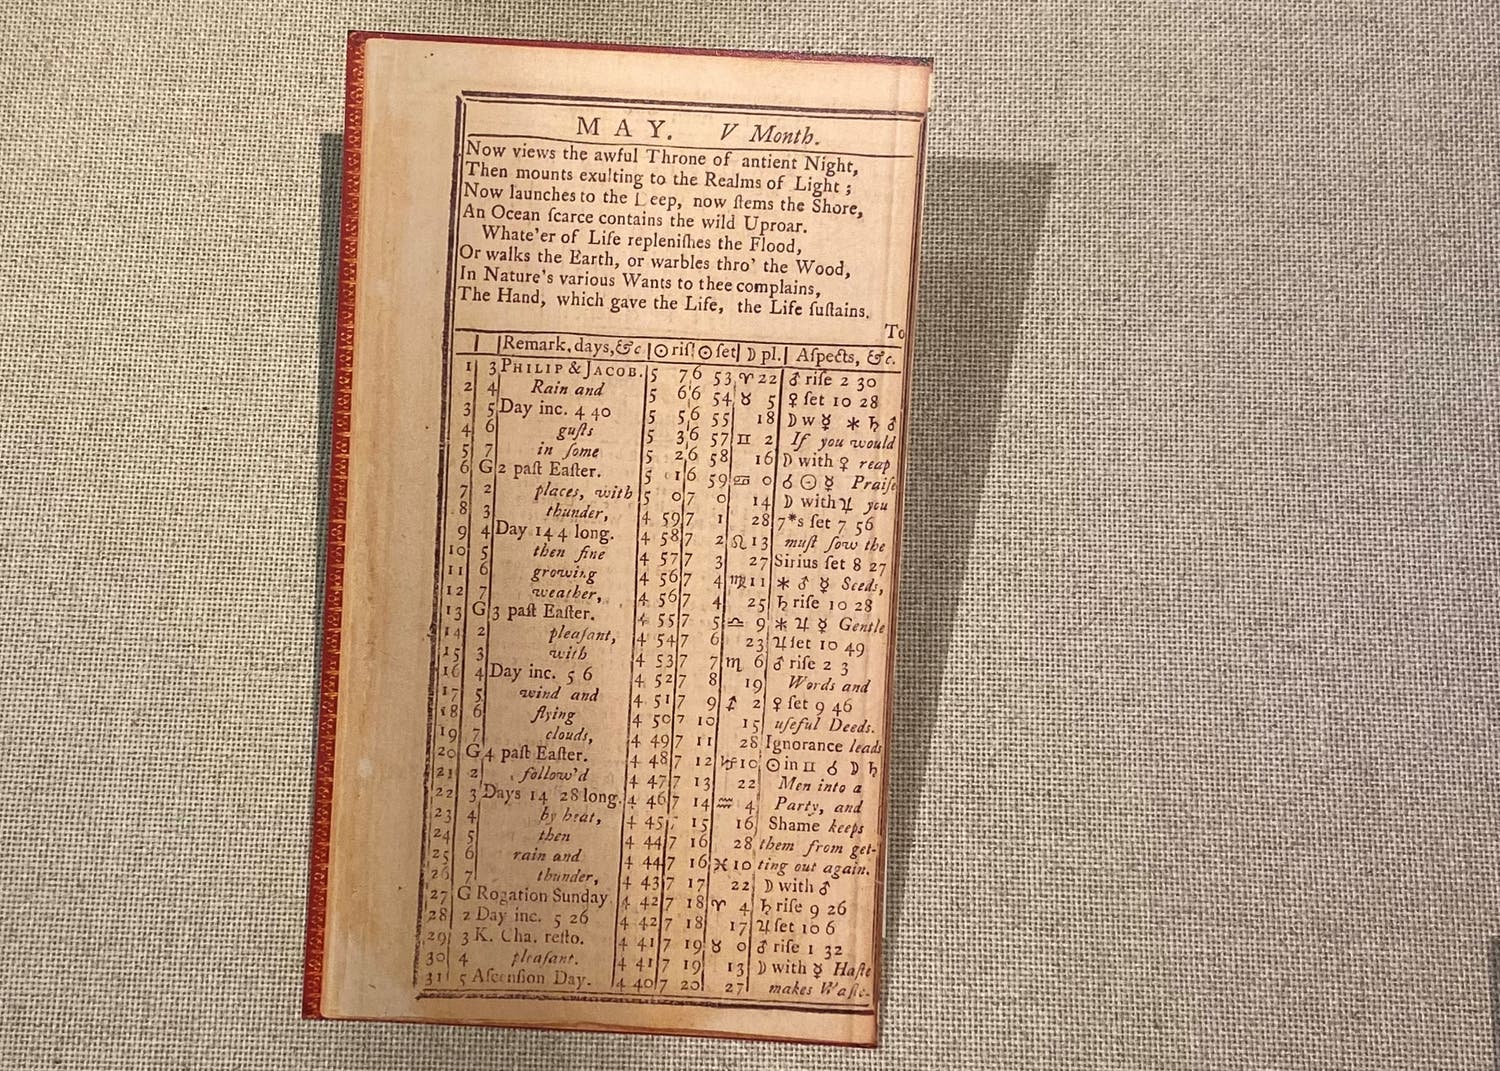 MAY. V Month.
Now views the awful Throne of antient Night,
Then mounts exulting to the Realms of Light ;
Now launches to the Deep, now ſtems the Shore,
An Ocean ſcarce contains the wild Uproar.
Whate'er of Life repleniſhes the Flood,
Or walks the Earth, or warbles thro' the Wood,
In Nature's various Wants to thee complains,
The Hand, which gave the Life, the Life ſuſtains.
To
Remark. days, &c ☉ riſ. ☉ ſet ☽ pl. Aſpects, &c.
1 3 PHILIP & JACOB. 5 7 6 53 ♈ 22 ♂ riſe 2 30
2 4 Rain and 5 6 6 54 ♉ 5 ♀ ſet 10 28
3 5 Day inc. 4 40 5 5 6 55 18 ☽ w ☿ ⚹ ♄ ♂
4 6 guſts 5 3 6 57 ♊ 2 If you would
5 7 in ſome 5 2 6 58 16 ☽ with ♀ reap
6 G 2 paſt Eaſter. 5 1 6 59 ♋ 0 ☌ ☉ ☿ Praiſe
7 2 places, with 5 0 7 0 14 ☽ with ♃ you
8 3 thunder, 4 59 7 1 28 7*s ſet 7 56
9 4 Day 14 4 long. 4 58 7 2 ♌ 13 muſt ſow the
10 5 then fine 4 57 7 3 27 Sirius ſet 8 27
11 6 growing 4 56 7 4 ♍ 11 ⚹ ♂ ☿ Seeds,
12 7 weather, 4 56 7 4 25 ♄ riſe 10 28
13 G 3 paſt Eaſter. 4 55 7 5 ♎ 9 ⚹ ♃ ☿ Gentle
14 2 pleaſant, 4 54 7 6 23 ♃ ſet 10 49
15 3 with 4 53 7 7 ♏ 6 ♂ riſe 2 3
16 4 Day inc. 5 6 4 52 7 8 19 Words and
17 5 wind and 4 51 7 9 ♐ 2 ♀ ſet 9 46
18 6 flying 4 50 7 10 15 uſeful Deeds.
19 7 clouds, 4 49 7 11 28 Ignorance leads
20 G 4 paſt Eaſter. 4 48 7 12 ♑ 10 ☉ in ♊ ☌ ☽ ♄
21 2 follow'd 4 47 7 13 22 Men into a
22 3 Days 14 28 long. 4 46 7 14 ♒ 4 Party, and
23 4 by heat, 4 45 7 15 16 Shame keeps
24 5 then 4 44 7 16 28 them from get-
25 6 rain and 4 44 7 16 ♓ 10 ting out again.
26 7 thunder, 4 43 7 17 22 ☽ with ♂
27 G Rogation Sunday 4 42 7 18 ♈ 4 ♄ riſe 9 26
28 2 Day inc. 5 26 4 42 7 18 17 ♃ ſet 10 6
29 3 K. Cha. reſto. 4 41 7 19 ♉ 0 ♂ riſe 1 32
30 4 pleaſant. 4 41 7 19 13 ☽ with ☿ Haſte
31 5 Aſcenſion Day. 4 40 7 20 27 makes Waſte.